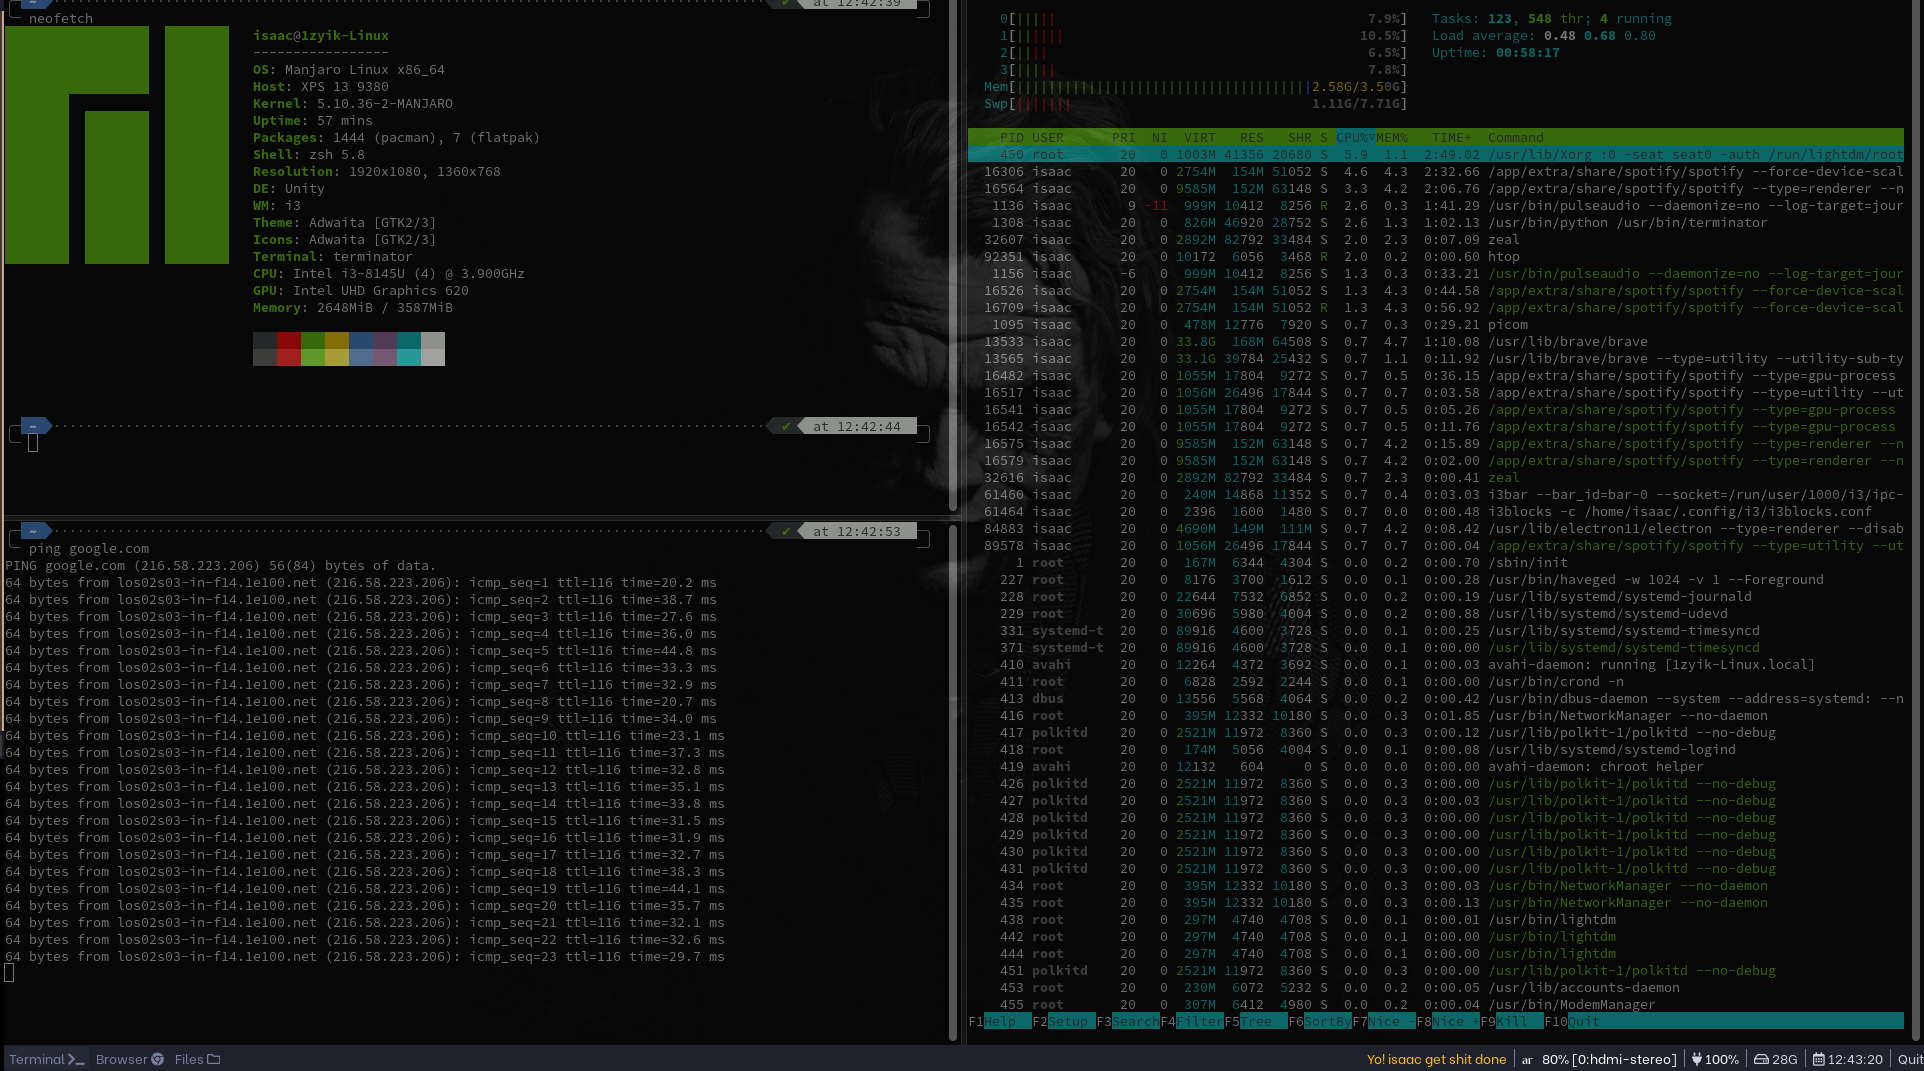 ~ ✔ at 12:42:39
neofetch
isaac@1zyik-Linux
-----------------
OS: Manjaro Linux x86_64
Host: XPS 13 9380
Kernel: 5.10.36-2-MANJARO
Uptime: 57 mins
Packages: 1444 (pacman), 7 (flatpak)
Shell: zsh 5.8
Resolution: 1920x1080, 1360x768
DE: Unity
WM: i3
Theme: Adwaita [GTK2/3]
Icons: Adwaita [GTK2/3]
Terminal: terminator
CPU: Intel i3-8145U (4) @ 3.900GHz
GPU: Intel UHD Graphics 620
Memory: 2648MiB / 3587MiB
~ ✔ at 12:42:44
~ ✔ at 12:42:53
ping google.com
PING google.com (216.58.223.206) 56(84) bytes of data.
64 bytes from los02s03-in-f14.1e100.net (216.58.223.206): icmp_seq=1 ttl=116 time=20.2 ms
64 bytes from los02s03-in-f14.1e100.net (216.58.223.206): icmp_seq=2 ttl=116 time=38.7 ms
64 bytes from los02s03-in-f14.1e100.net (216.58.223.206): icmp_seq=3 ttl=116 time=27.6 ms
64 bytes from los02s03-in-f14.1e100.net (216.58.223.206): icmp_seq=4 ttl=116 time=36.0 ms
64 bytes from los02s03-in-f14.1e100.net (216.58.223.206): icmp_seq=5 ttl=116 time=44.8 ms
64 bytes from los02s03-in-f14.1e100.net (216.58.223.206): icmp_seq=6 ttl=116 time=33.3 ms
64 bytes from los02s03-in-f14.1e100.net (216.58.223.206): icmp_seq=7 ttl=116 time=32.9 ms
64 bytes from los02s03-in-f14.1e100.net (216.58.223.206): icmp_seq=8 ttl=116 time=20.7 ms
64 bytes from los02s03-in-f14.1e100.net (216.58.223.206): icmp_seq=9 ttl=116 time=34.0 ms
64 bytes from los02s03-in-f14.1e100.net (216.58.223.206): icmp_seq=10 ttl=116 time=23.1 ms
64 bytes from los02s03-in-f14.1e100.net (216.58.223.206): icmp_seq=11 ttl=116 time=37.3 ms
64 bytes from los02s03-in-f14.1e100.net (216.58.223.206): icmp_seq=12 ttl=116 time=32.8 ms
64 bytes from los02s03-in-f14.1e100.net (216.58.223.206): icmp_seq=13 ttl=116 time=35.1 ms
64 bytes from los02s03-in-f14.1e100.net (216.58.223.206): icmp_seq=14 ttl=116 time=33.8 ms
64 bytes from los02s03-in-f14.1e100.net (216.58.223.206): icmp_seq=15 ttl=116 time=31.5 ms
64 bytes from los02s03-in-f14.1e100.net (216.58.223.206): icmp_seq=16 ttl=116 time=31.9 ms
64 bytes from los02s03-in-f14.1e100.net (216.58.223.206): icmp_seq=17 ttl=116 time=32.7 ms
64 bytes from los02s03-in-f14.1e100.net (216.58.223.206): icmp_seq=18 ttl=116 time=38.3 ms
64 bytes from los02s03-in-f14.1e100.net (216.58.223.206): icmp_seq=19 ttl=116 time=44.1 ms
64 bytes from los02s03-in-f14.1e100.net (216.58.223.206): icmp_seq=20 ttl=116 time=35.7 ms
64 bytes from los02s03-in-f14.1e100.net (216.58.223.206): icmp_seq=21 ttl=116 time=32.1 ms
64 bytes from los02s03-in-f14.1e100.net (216.58.223.206): icmp_seq=22 ttl=116 time=32.6 ms
64 bytes from los02s03-in-f14.1e100.net (216.58.223.206): icmp_seq=23 ttl=116 time=29.7 ms
0[||||| 7.9%] Tasks: 123, 548 thr; 4 running
1[|||||| 10.5%] Load average: 0.48 0.68 0.80
2[|||| 6.5%] Uptime: 00:58:17
3[||||| 7.8%]
Mem[||||||||||||||||||||||||||||||||||||| 2.58G/3.50G]
Swp[||||||| 1.11G/7.71G]
PID USER PRI NI VIRT RES SHR S CPU%▽MEM% TIME+ Command
450 root 20 0 1003M 41356 20680 S 5.9 1.1 2:49.02 /usr/lib/Xorg :0 -seat seat0 -auth /run/lightdm/root
16306 isaac 20 0 2754M 154M 51052 S 4.6 4.3 2:32.66 /app/extra/share/spotify/spotify --force-device-scal
16564 isaac 20 0 9585M 152M 63148 S 3.3 4.2 2:06.76 /app/extra/share/spotify/spotify --type=renderer --n
1136 isaac 9 -11 999M 10412 8256 R 2.6 0.3 1:41.29 /usr/bin/pulseaudio --daemonize=no --log-target=jour
1308 isaac 20 0 826M 46920 28752 S 2.6 1.3 1:02.13 /usr/bin/python /usr/bin/terminator
32607 isaac 20 0 2892M 82792 33484 S 2.0 2.3 0:07.09 zeal
92351 isaac 20 0 10172 6056 3468 R 2.0 0.2 0:00.60 htop
1156 isaac -6 0 999M 10412 8256 S 1.3 0.3 0:33.21 /usr/bin/pulseaudio --daemonize=no --log-target=jour
16526 isaac 20 0 2754M 154M 51052 S 1.3 4.3 0:44.58 /app/extra/share/spotify/spotify --force-device-scal
16709 isaac 20 0 2754M 154M 51052 R 1.3 4.3 0:56.92 /app/extra/share/spotify/spotify --force-device-scal
1095 isaac 20 0 478M 12776 7920 S 0.7 0.3 0:29.21 picom
13533 isaac 20 0 33.8G 168M 64508 S 0.7 4.7 1:10.08 /usr/lib/brave/brave
13565 isaac 20 0 33.1G 39784 25432 S 0.7 1.1 0:11.92 /usr/lib/brave/brave --type=utility --utility-sub-ty
16482 isaac 20 0 1055M 17804 9272 S 0.7 0.5 0:36.15 /app/extra/share/spotify/spotify --type=gpu-process
16517 isaac 20 0 1056M 26496 17844 S 0.7 0.7 0:03.58 /app/extra/share/spotify/spotify --type=utility --ut
16541 isaac 20 0 1055M 17804 9272 S 0.7 0.5 0:05.26 /app/extra/share/spotify/spotify --type=gpu-process
16542 isaac 20 0 1055M 17804 9272 S 0.7 0.5 0:11.76 /app/extra/share/spotify/spotify --type=gpu-process
16575 isaac 20 0 9585M 152M 63148 S 0.7 4.2 0:15.89 /app/extra/share/spotify/spotify --type=renderer --n
16579 isaac 20 0 9585M 152M 63148 S 0.7 4.2 0:02.00 /app/extra/share/spotify/spotify --type=renderer --n
32616 isaac 20 0 2892M 82792 33484 S 0.7 2.3 0:00.41 zeal
61460 isaac 20 0 240M 14868 11352 S 0.7 0.4 0:03.03 i3bar --bar_id=bar-0 --socket=/run/user/1000/i3/ipc-
61464 isaac 20 0 2396 1600 1480 S 0.7 0.0 0:00.48 i3blocks -c /home/isaac/.config/i3/i3blocks.conf
84883 isaac 20 0 4690M 149M 111M S 0.7 4.2 0:08.42 /usr/lib/electron11/electron --type=renderer --disab
89578 isaac 20 0 1056M 26496 17844 S 0.7 0.7 0:00.04 /app/extra/share/spotify/spotify --type=utility --ut
1 root 20 0 167M 6344 4304 S 0.0 0.2 0:00.70 /sbin/init
227 root 20 0 8176 3700 1612 S 0.0 0.1 0:00.28 /usr/bin/haveged -w 1024 -v 1 --Foreground
228 root 20 0 22644 7532 6852 S 0.0 0.2 0:00.19 /usr/lib/systemd/systemd-journald
229 root 20 0 30696 5980 4004 S 0.0 0.2 0:00.88 /usr/lib/systemd/systemd-udevd
331 systemd-t 20 0 89916 4600 3728 S 0.0 0.1 0:00.25 /usr/lib/systemd/systemd-timesyncd
371 systemd-t 20 0 89916 4600 3728 S 0.0 0.1 0:00.00 /usr/lib/systemd/systemd-timesyncd
410 avahi 20 0 12264 4372 3692 S 0.0 0.1 0:00.03 avahi-daemon: running [1zyik-Linux.local]
411 root 20 0 6828 2592 2244 S 0.0 0.1 0:00.00 /usr/bin/crond -n
413 dbus 20 0 13556 5568 4064 S 0.0 0.2 0:00.42 /usr/bin/dbus-daemon --system --address=systemd: --n
416 root 20 0 395M 12332 10180 S 0.0 0.3 0:01.85 /usr/bin/NetworkManager --no-daemon
417 polkitd 20 0 2521M 11972 8360 S 0.0 0.3 0:00.12 /usr/lib/polkit-1/polkitd --no-debug
418 root 20 0 174M 5056 4004 S 0.0 0.1 0:00.08 /usr/lib/systemd/systemd-logind
419 avahi 20 0 12132 604 0 S 0.0 0.0 0:00.00 avahi-daemon: chroot helper
426 polkitd 20 0 2521M 11972 8360 S 0.0 0.3 0:00.00 /usr/lib/polkit-1/polkitd --no-debug
427 polkitd 20 0 2521M 11972 8360 S 0.0 0.3 0:00.03 /usr/lib/polkit-1/polkitd --no-debug
428 polkitd 20 0 2521M 11972 8360 S 0.0 0.3 0:00.00 /usr/lib/polkit-1/polkitd --no-debug
429 polkitd 20 0 2521M 11972 8360 S 0.0 0.3 0:00.00 /usr/lib/polkit-1/polkitd --no-debug
430 polkitd 20 0 2521M 11972 8360 S 0.0 0.3 0:00.00 /usr/lib/polkit-1/polkitd --no-debug
431 polkitd 20 0 2521M 11972 8360 S 0.0 0.3 0:00.00 /usr/lib/polkit-1/polkitd --no-debug
434 root 20 0 395M 12332 10180 S 0.0 0.3 0:00.03 /usr/bin/NetworkManager --no-daemon
435 root 20 0 395M 12332 10180 S 0.0 0.3 0:00.13 /usr/bin/NetworkManager --no-daemon
438 root 20 0 297M 4740 4708 S 0.0 0.1 0:00.01 /usr/bin/lightdm
442 root 20 0 297M 4740 4708 S 0.0 0.1 0:00.00 /usr/bin/lightdm
444 root 20 0 297M 4740 4708 S 0.0 0.1 0:00.00 /usr/bin/lightdm
451 polkitd 20 0 2521M 11972 8360 S 0.0 0.3 0:00.00 /usr/lib/polkit-1/polkitd --no-debug
453 root 20 0 230M 6072 5232 S 0.0 0.2 0:00.05 /usr/lib/accounts-daemon
455 root 20 0 307M 6412 4980 S 0.0 0.2 0:00.04 /usr/bin/ModemManager
F1Help F2Setup F3SearchF4FilterF5Tree F6SortByF7Nice -F8Nice +F9Kill F10Quit
Terminal Browser Files Yo! isaac get shit done ar 80% [0:hdmi-stereo] 100% 28G 12:43:20 Quit